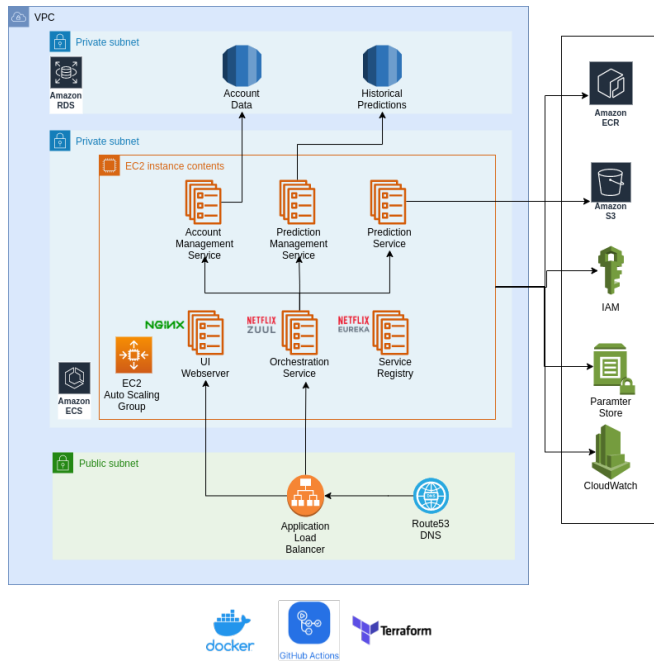 VPC
Private subnet
Amazon
RDS
Account
Data
Historical
Predictions
Amazon
ECR
Private subnet
EC2 instance contents
Account
Management
Service
Prediction
Management
Service
Prediction
Service
Amazon
S3
IAM
NGINX
NETFLIX
ZUUL
NETFLIX
EUREKA
UI
Webserver
Orchestration
Service
Service
Registry
EC2
Auto Scaling
Group
Amazon
ECS
Paramter
Store
CloudWatch
Public subnet
Application
Load
Balancer
DNS
Route53
DNS
docker
GitHub Actions
Terraform